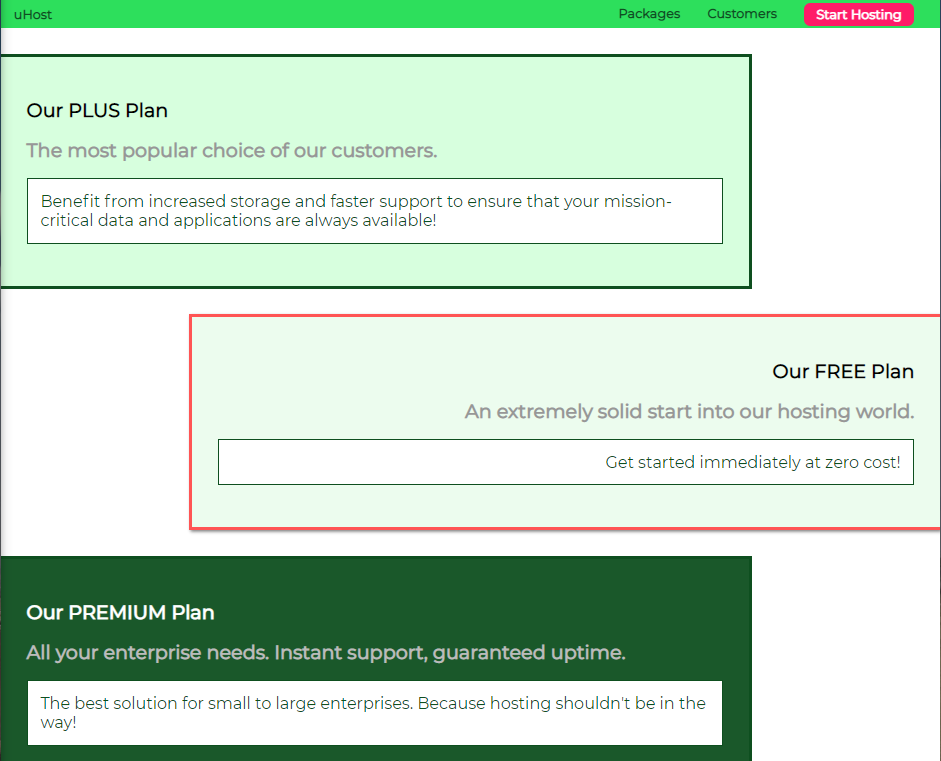 uHost
Packages
Customers
Start Hosting
Our PLUS Plan
The most popular choice of our customers.
Benefit from increased storage and faster support to ensure that your mission-
critical data and applications are always available!
Our FREE Plan
An extremely solid start into our hosting world.
Get started immediately at zero cost!
Our PREMIUM Plan
All your enterprise needs. Instant support, guaranteed uptime.
The best solution for small to large enterprises. Because hosting shouldn't be in the
way!